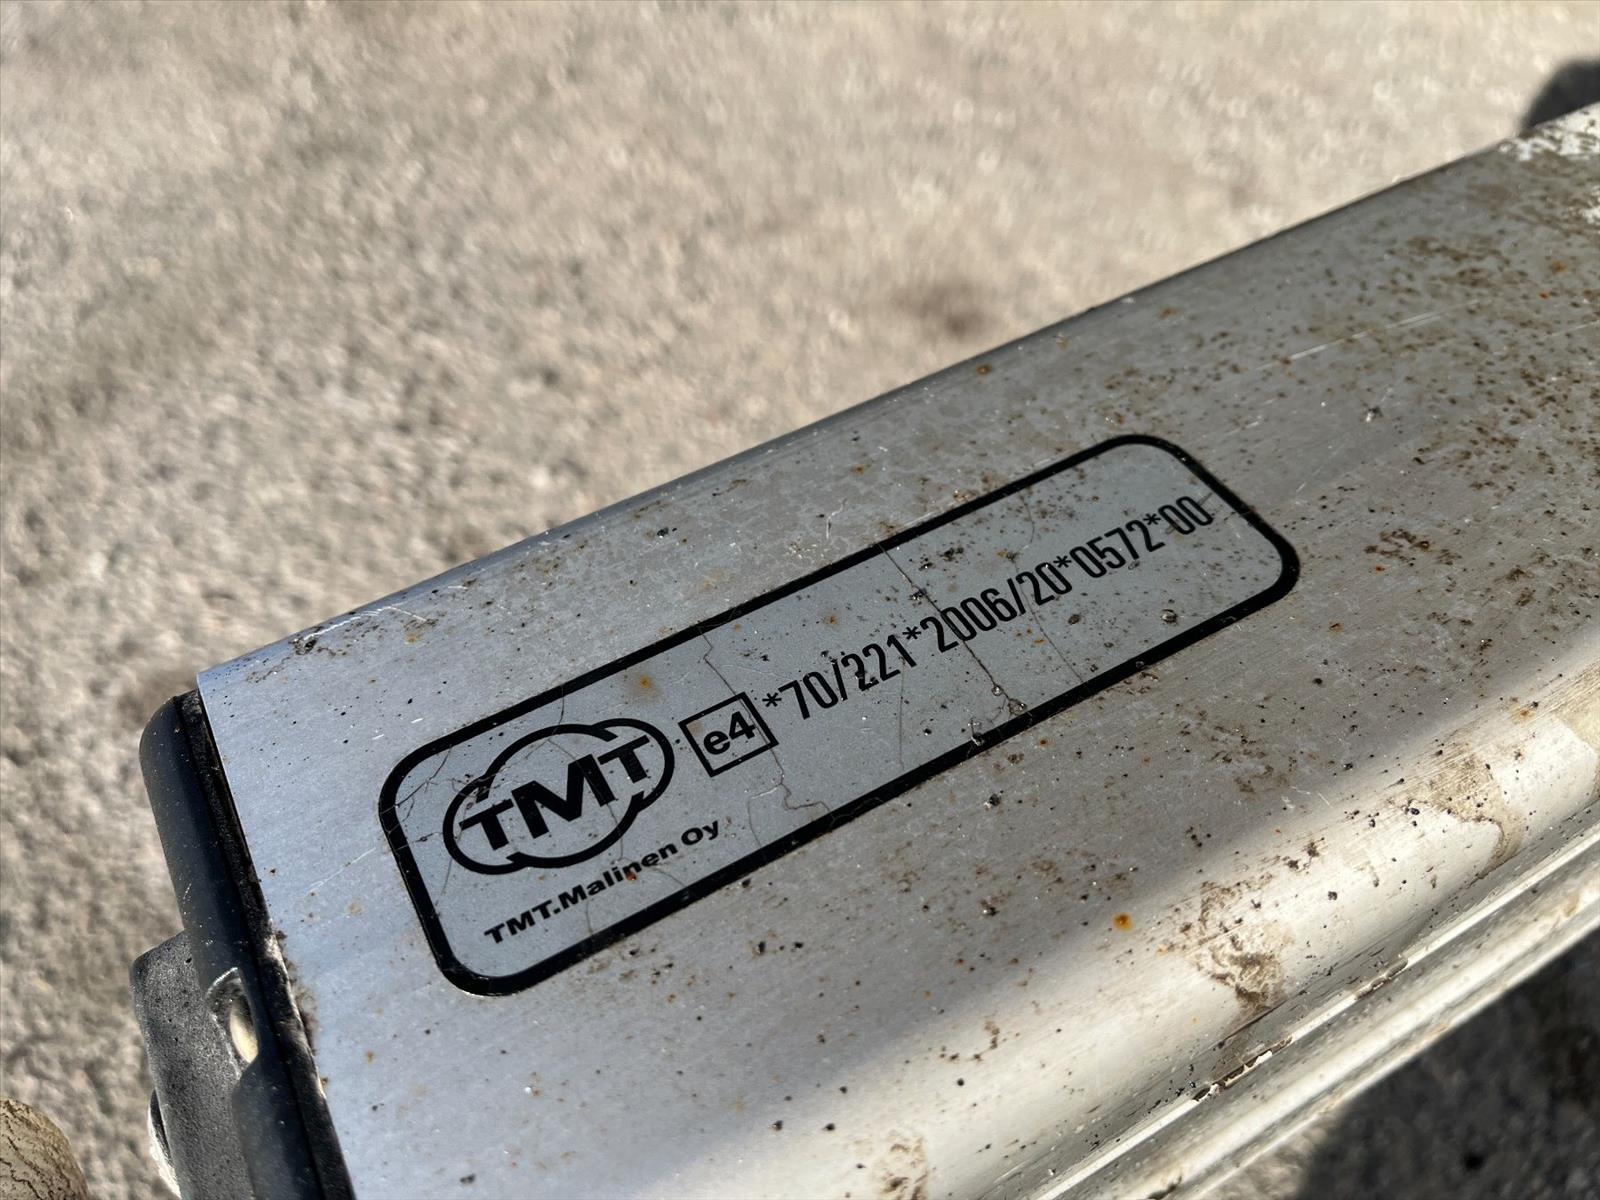 TMT
e4 *70/221*2006/20*0572*00
TMT.Malinen Oy